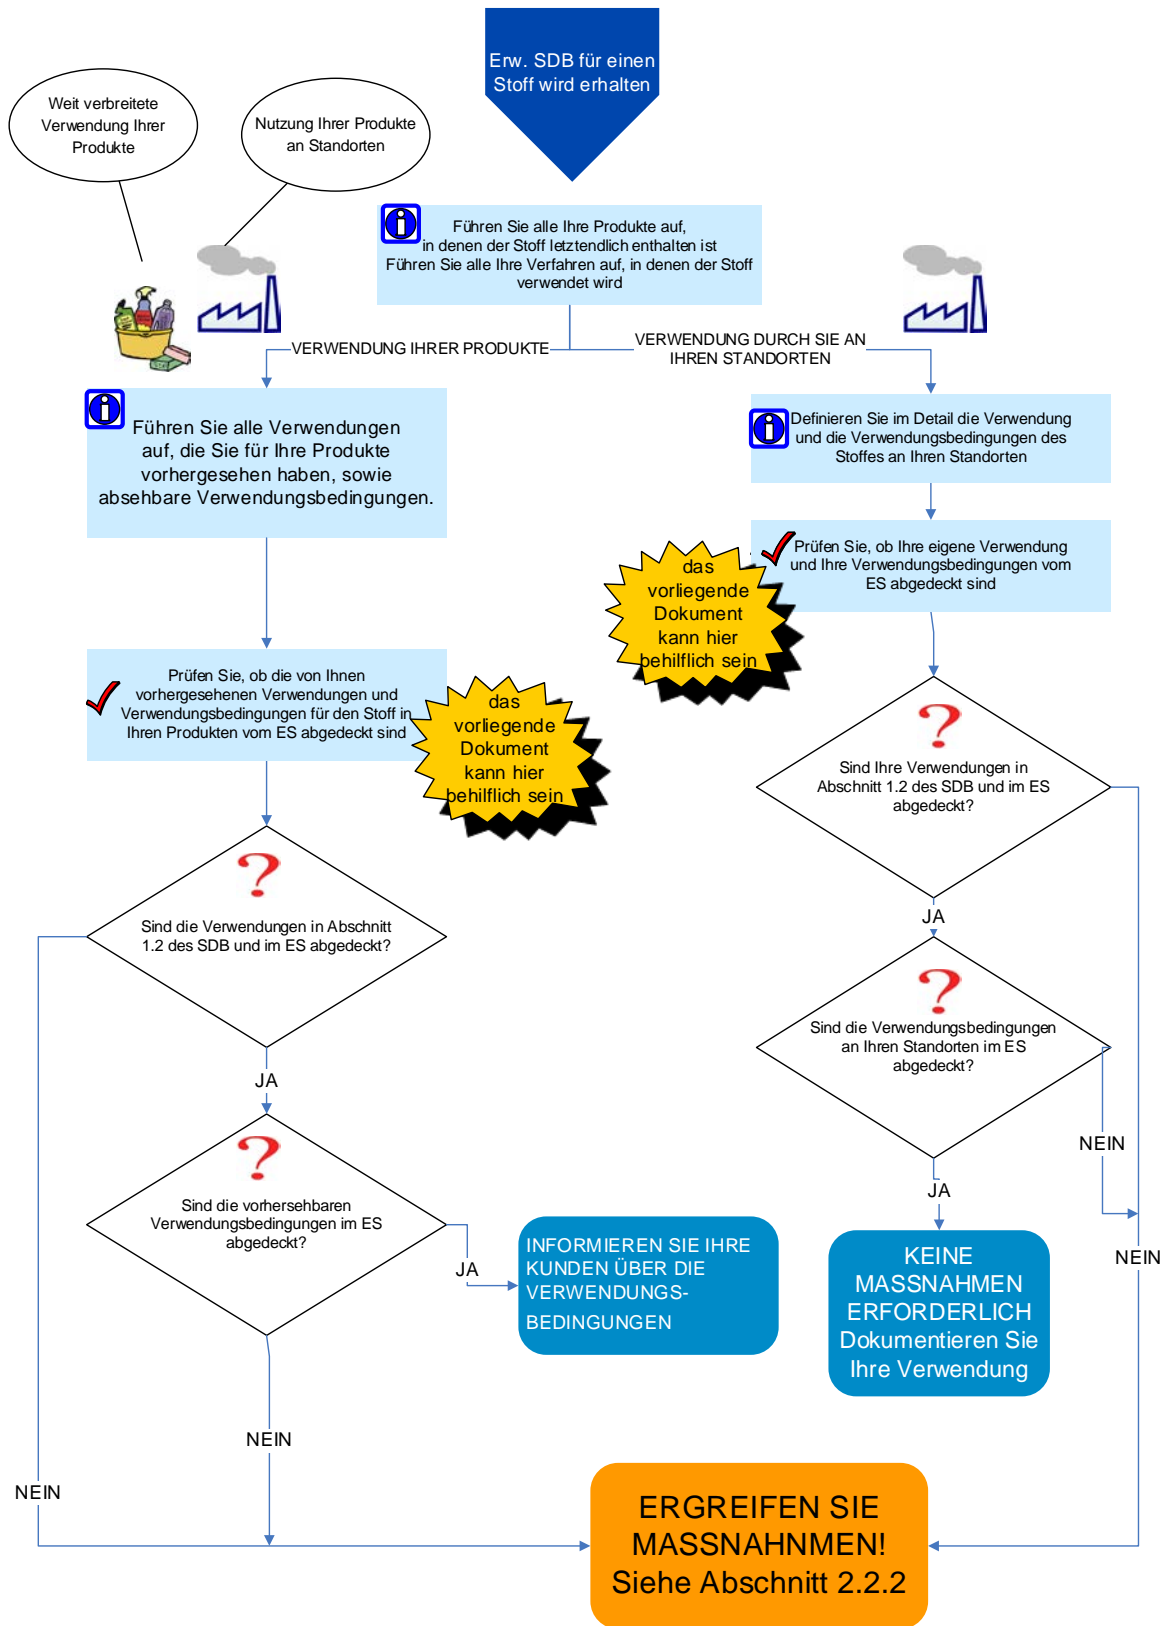 Erw. SDB für einen
Stoff wird erhalten
Weit verbreitete
Verwendung Ihrer
Produkte
Nutzung Ihrer Produkte
an Standorten
Führen Sie alle Ihre Produkte auf,
in denen der Stoff letztendlich enthalten ist
Führen Sie alle Ihre Verfahren auf, in denen der Stoff
verwendet wird
VERWENDUNG IHRER PRODUKTE
VERWENDUNG DURCH SIE AN
IHREN STANDORTEN
Führen Sie alle Verwendungen
auf, die Sie für Ihre Produkte
vorhergesehen haben, sowie
absehbare Verwendungsbedingungen.
Definieren Sie im Detail die Verwendung
und die Verwendungsbedingungen des
Stoffes an Ihren Standorten
Prüfen Sie, ob Ihre eigene Verwendung
und Ihre Verwendungsbedingungen vom
ES abgedeckt sind
das
vorliegende
Dokument
kann hier
behilflich sein
Prüfen Sie, ob die von Ihnen
vorhergesehenen Verwendungen und
Verwendungsbedingungen für den Stoff in
Ihren Produkten vom ES abgedeckt sind
das
vorliegende
Dokument
kann hier
behilflich sein
?
Sind Ihre Verwendungen in
Abschnitt 1.2 des SDB und im ES
abgedeckt?
?
Sind die Verwendungen in Abschnitt
1.2 des SDB und im ES abgedeckt?
JA
?
Sind die Verwendungsbedingungen
an Ihren Standorten im ES
abgedeckt?
JA
NEIN
?
Sind die vorhersehbaren
Verwendungsbedingungen im ES
abgedeckt?
JA
JA
INFORMIEREN SIE IHRE
KUNDEN ÜBER DIE
VERWENDUNGS-
BEDINGUNGEN
KEINE
MASSNAHMEN
ERFORDERLICH
Dokumentieren Sie
Ihre Verwendung
NEIN
NEIN
NEIN
ERGREIFEN SIE
MASSNAHNMEN!
Siehe Abschnitt 2.2.2